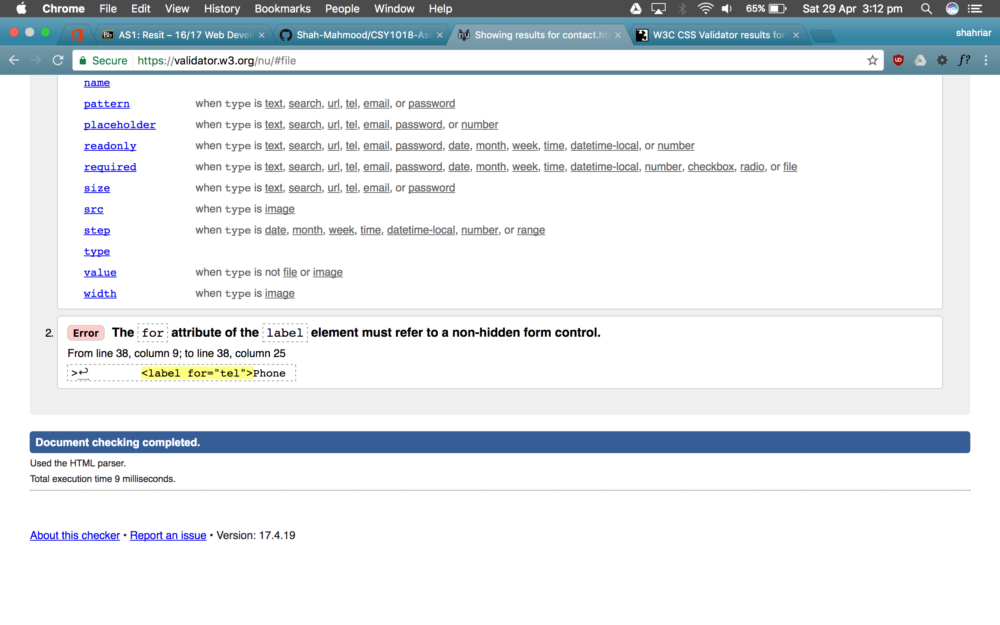 Chrome File Edit View History Bookmarks People Window Help 65% Sat 29 Apr 3:12 pm
Bb AS1: Resit – 16/17 Web Devel Shah-Mahmood/CSY1018-Ass nu Showing results for contact.ht W3C CSS Validator results for shahriar
Secure https://validator.w3.org/nu/#file f?
name
pattern when type is text, search, url, tel, email, or password
placeholder when type is text, search, url, tel, email, password, or number
readonly when type is text, search, url, tel, email, password, date, month, week, time, datetime-local, or number
required when type is text, search, url, tel, email, password, date, month, week, time, datetime-local, number, checkbox, radio, or file
size when type is text, search, url, tel, email, or password
src when type is image
step when type is date, month, week, time, datetime-local, number, or range
type
value when type is not file or image
width when type is image
2. Error The for attribute of the label element must refer to a non-hidden form control.
From line 38, column 9; to line 38, column 25
>↩ <label for="tel">Phone
Document checking completed.
Used the HTML parser.
Total execution time 9 milliseconds.
About this checker • Report an issue • Version: 17.4.19